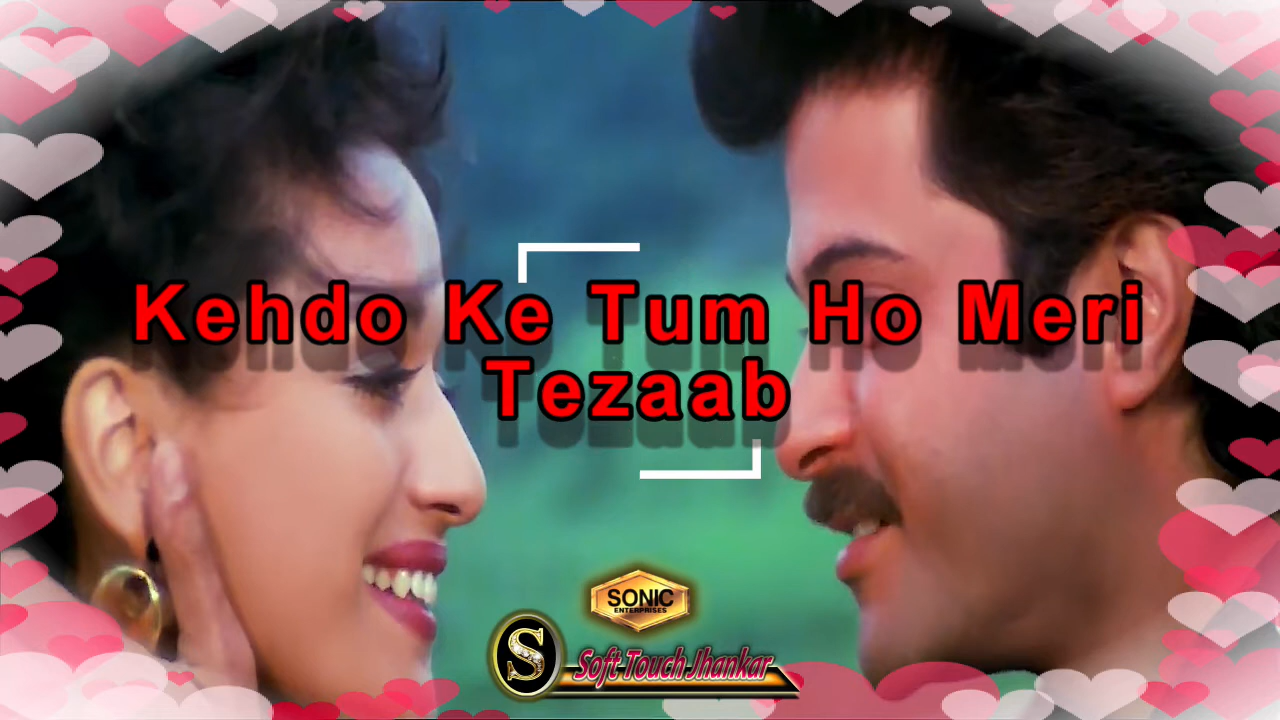 Kehdo Ke Tum Ho Meri
Tezaab
SONIC
ENTERPRISES
S
Soft Touch Jhankar